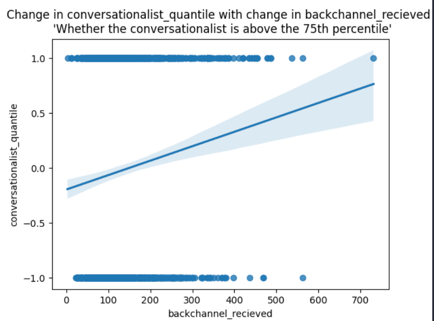 Change in conversationalist_quantile with change in backchannel_recieved
'Whether the conversationalist is above the 75th percentile'
1.0
0.5
0.0
−0.5
−1.0
conversationalist_quantile
0 100 200 300 400 500 600 700
backchannel_recieved